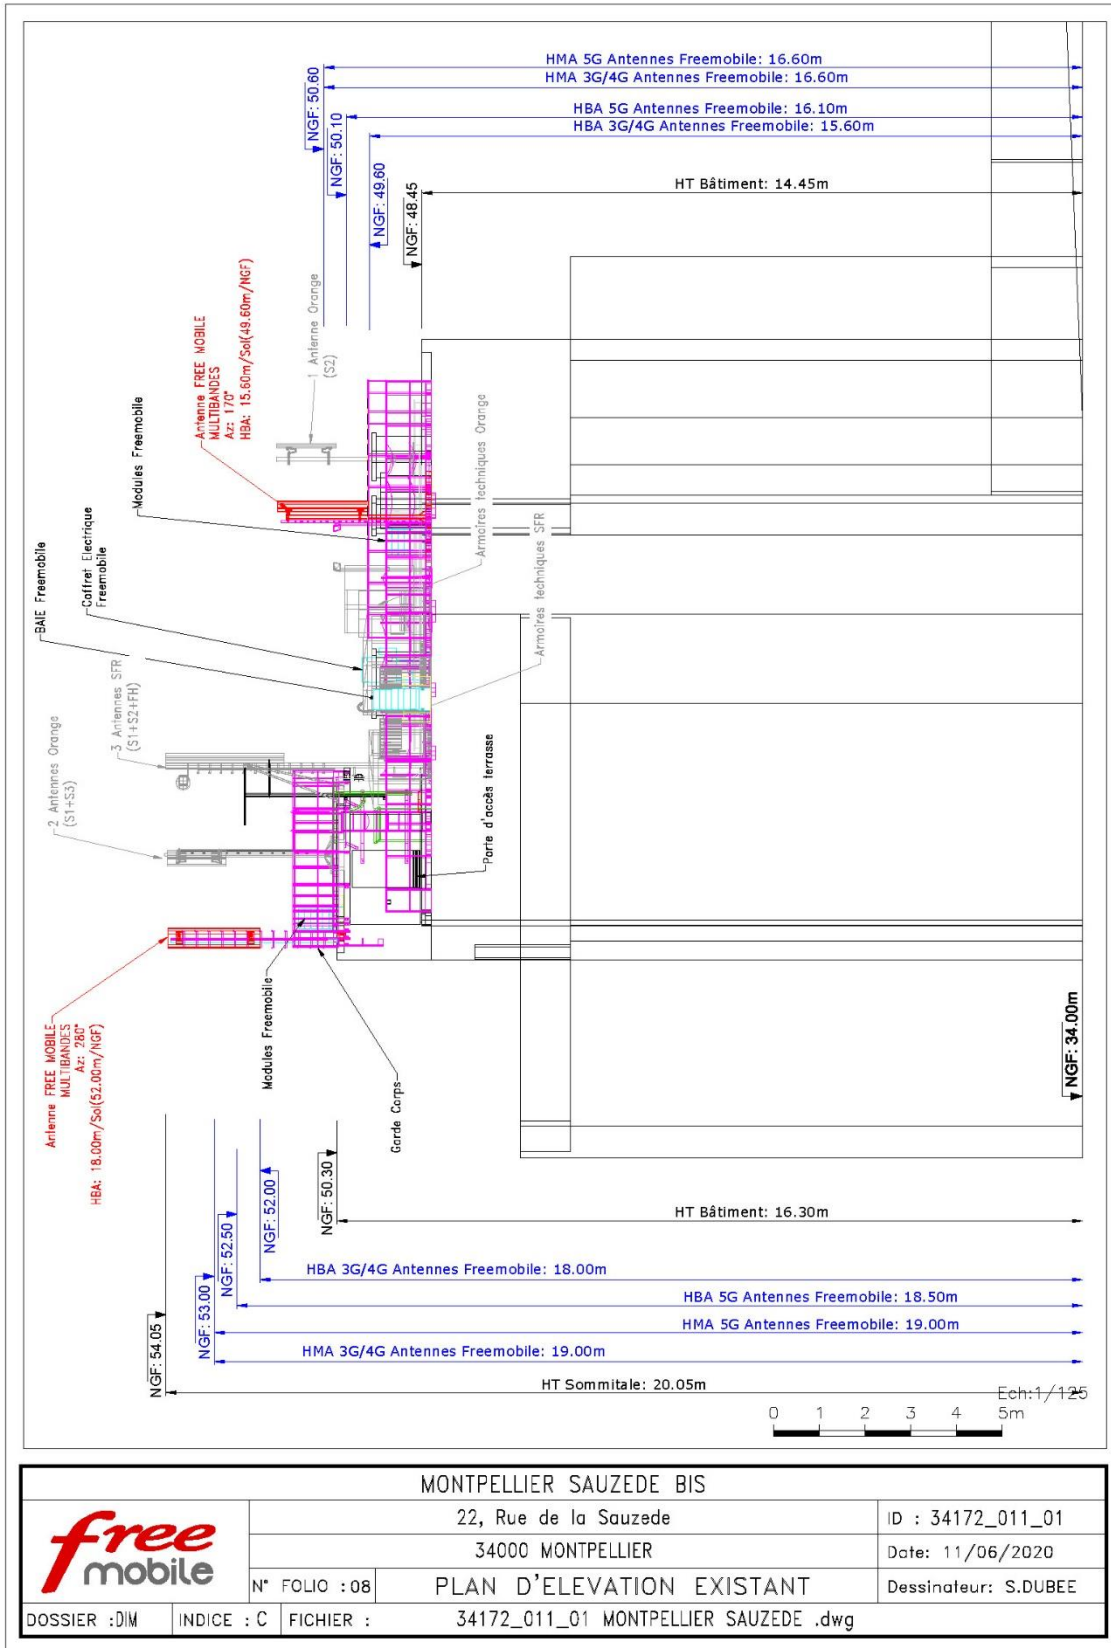 HMA 5G Antennes Freemobile: 16.60m
HMA 3G/4G Antennes Freemobile: 16.60m
HBA 5G Antennes Freemobile: 16.10m
HBA 3G/4G Antennes Freemobile: 15.60m
HT Bâtiment: 14.45m
NGF: 50.60
NGF: 50.10
NGF: 49.60
NGF: 48.45
Antenne FREE MOBILE
MULTIBANDES
Az: 170°
HBA: 15.60m/Sol(49.60m/NGF)
1 Antenne Orange
(S2)
Modules Freemobile
Coffret Electrique
Freemobile
BAIE Freemobile
Armoires techniques Orange
Armoires techniques SFR
3 Antennes SFR
(S1+S2+FH)
2 Antennes Orange
(S1+S3)
Porte d'accès terrasse
Antenne FREE MOBILE
MULTIBANDES
Az: 280°
HBA: 18.00m/Sol(52.00m/NGF)
Modules Freemobile
Garde Corps
NGF: 34.00m
NGF: 50.30
NGF: 52.00
NGF: 52.50
NGF: 53.00
NGF: 54.05
HT Bâtiment: 16.30m
HBA 3G/4G Antennes Freemobile: 18.00m
HBA 5G Antennes Freemobile: 18.50m
HMA 5G Antennes Freemobile: 19.00m
HMA 3G/4G Antennes Freemobile: 19.00m
HT Sommitale: 20.05m
Ech:1/125
0 1 2 3 4 5m
MONTPELLIER SAUZEDE BIS
free
mobile
22, Rue de la Sauzede
ID : 34172_011_01
34000 MONTPELLIER
Date: 11/06/2020
N° FOLIO :08
PLAN D'ELEVATION EXISTANT
Dessinateur: S.DUBEE
DOSSIER :DIM
INDICE : C
FICHIER :
34172_011_01 MONTPELLIER SAUZEDE .dwg